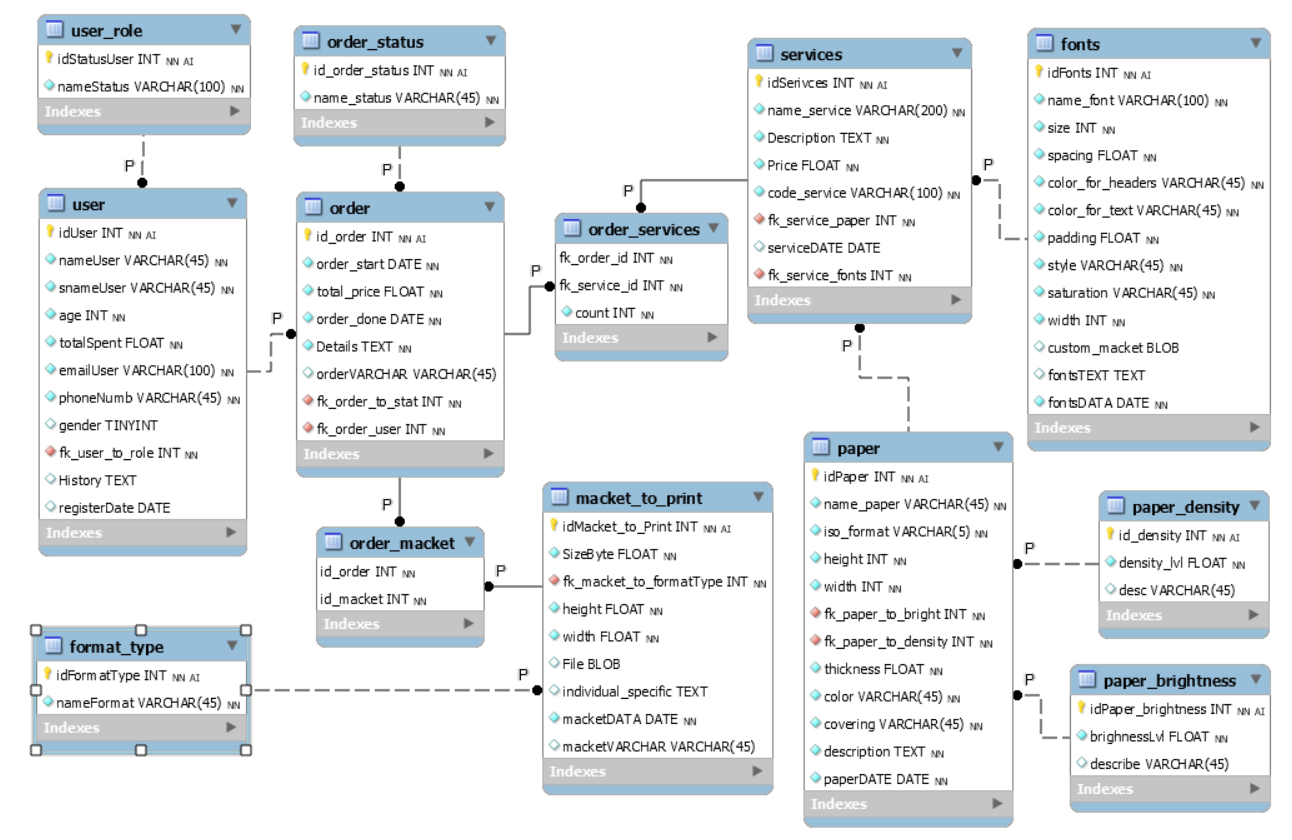 user_role
idStatusUser INT NN AI
nameStatus VARCHAR(100) NN
Indexes
P
user
idUser INT NN AI
nameUser VARCHAR(45) NN
snameUser VARCHAR(45) NN
age INT NN
totalSpent FLOAT NN
emailUser VARCHAR(100) NN
phoneNumb VARCHAR(45) NN
gender TINYINT
fk_user_to_role INT NN
History TEXT
registerDate DATE
Indexes
P
order_status
id_order_status INT NN AI
name_status VARCHAR(45) NN
Indexes
P
order
id_order INT NN AI
order_start DATE NN
total_price FLOAT NN
order_done DATE NN
Details TEXT NN
orderVARCHAR VARCHAR(45)
fk_order_to_stat INT NN
fk_order_user INT NN
Indexes
P
order_macket
id_order INT NN
id_macket INT NN
Indexes
P
format_type
idFormatType INT NN AI
nameFormat VARCHAR(45) NN
Indexes
P
P
order_services
fk_order_id INT NN
fk_service_id INT NN
count INT NN
Indexes
P
macket_to_print
idMacket_to_Print INT NN AI
SizeByte FLOAT NN
fk_macket_to_formatType INT NN
height FLOAT NN
width FLOAT NN
File BLOB
individual_specific TEXT
macketDATA DATE NN
macketVARCHAR VARCHAR(45)
Indexes
services
idSerivces INT NN AI
name_service VARCHAR(200) NN
Description TEXT NN
Price FLOAT NN
code_service VARCHAR(100) NN
fk_service_paper INT NN
serviceDATE DATE
fk_service_fonts INT NN
Indexes
P
P
fonts
idFonts INT NN AI
name_font VARCHAR(100) NN
size INT NN
spacing FLOAT NN
color_for_headers VARCHAR(45) NN
color_for_text VARCHAR(45) NN
padding FLOAT NN
style VARCHAR(45) NN
saturation VARCHAR(45) NN
width INT NN
custom_macket BLOB
fontsTEXT TEXT
fontsDATA DATE NN
Indexes
paper
idPaper INT NN AI
name_paper VARCHAR(45) NN
iso_format VARCHAR(5) NN
height INT NN
width INT NN
fk_paper_to_bright INT NN
fk_paper_to_density INT NN
thickness FLOAT NN
color VARCHAR(45) NN
covering VARCHAR(45) NN
description TEXT NN
paperDATE DATE NN
Indexes
P
paper_density
id_density INT NN AI
density_lvl FLOAT NN
desc VARCHAR(45)
Indexes
P
paper_brightness
idPaper_brightness INT NN AI
brighnessLvl FLOAT NN
describe VARCHAR(45)
Indexes